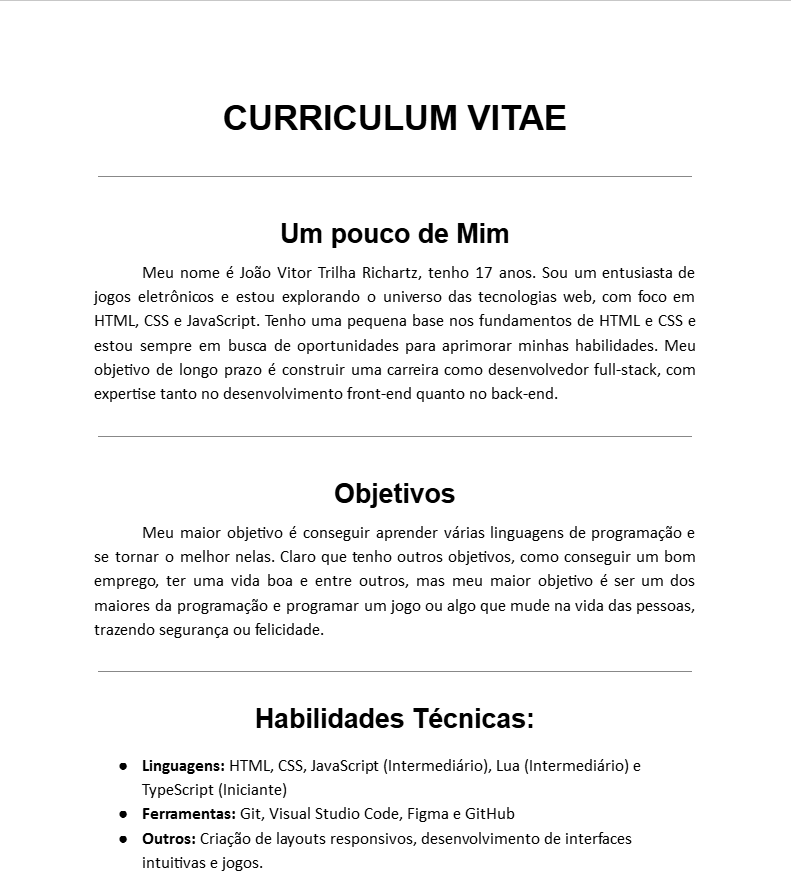 CURRICULUM VITAE
Um pouco de Mim
Meu nome é João Vitor Trilha Richartz, tenho 17 anos. Sou um entusiasta de
jogos eletrônicos e estou explorando o universo das tecnologias web, com foco em
HTML, CSS e JavaScript. Tenho uma pequena base nos fundamentos de HTML e CSS e
estou sempre em busca de oportunidades para aprimorar minhas habilidades. Meu
objetivo de longo prazo é construir uma carreira como desenvolvedor full-stack, com
expertise tanto no desenvolvimento front-end quanto no back-end.
Objetivos
Meu maior objetivo é conseguir aprender várias linguagens de programação e
se tornar o melhor nelas. Claro que tenho outros objetivos, como conseguir um bom
emprego, ter uma vida boa e entre outros, mas meu maior objetivo é ser um dos
maiores da programação e programar um jogo ou algo que mude na vida das pessoas,
trazendo segurança ou felicidade.
Habilidades Técnicas:
● Linguagens: HTML, CSS, JavaScript (Intermediário), Lua (Intermediário) e
TypeScript (Iniciante)
● Ferramentas: Git, Visual Studio Code, Figma e GitHub
● Outros: Criação de layouts responsivos, desenvolvimento de interfaces
intuitivas e jogos.